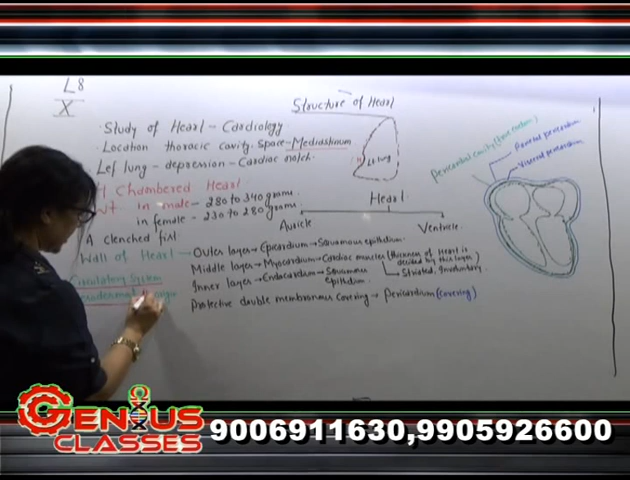 L8
X
Structure of Heart
· Study of Heart - Cardiology
· Location thoracic cavity. Space - Mediastinum
· Lef lung - depression - Cardiac notch.
Lt lung
Pericardial cavity
Parietal pericardium
Visceral pericardium
4 Chambered Heart
Wt in male - 280 to 340 grams
in female - 230 to 280 grams
Heart
Auricle
Ventricle
A clenched fist
Wall of Heart → Outer layer → Epicardium → Squamous epithelium.
Middle layer → Myocardium → Cardiac muscles (thickness of Heart is decided by this layer)
Striated, Involuntary.
Inner layer → Endocardium → Squamous epithelium
Circulatory System
Protective double membranous covering → Pericardium (covering)
GENIUS
CLASSES
9006911630,9905926600